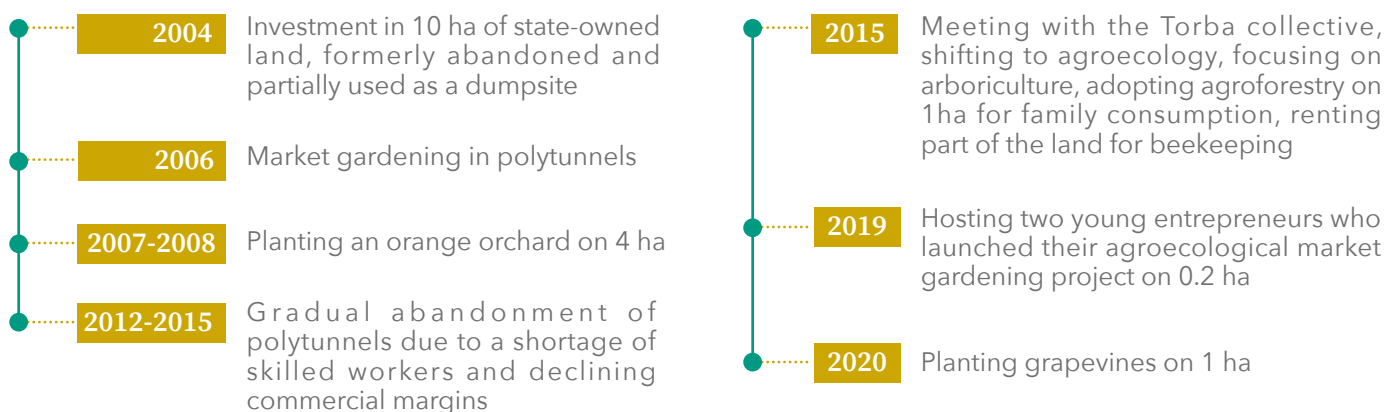 2004
Investment in 10 ha of state-owned
land, formerly abandoned and
partially used as a dumpsite
2006
Market gardening in polytunnels
2007-2008
Planting an orange orchard on 4 ha
2012-2015
Gradual abandonment of
polytunnels due to a shortage of
skilled workers and declining
commercial margins
2015
Meeting with the Torba collective,
shifting to agroecology, focusing on
arboriculture, adopting agroforestry on
1ha for family consumption, renting
part of the land for beekeeping
2019
Hosting two young entrepreneurs who
launched their agroecological market
gardening project on 0.2 ha
2020
Planting grapevines on 1 ha